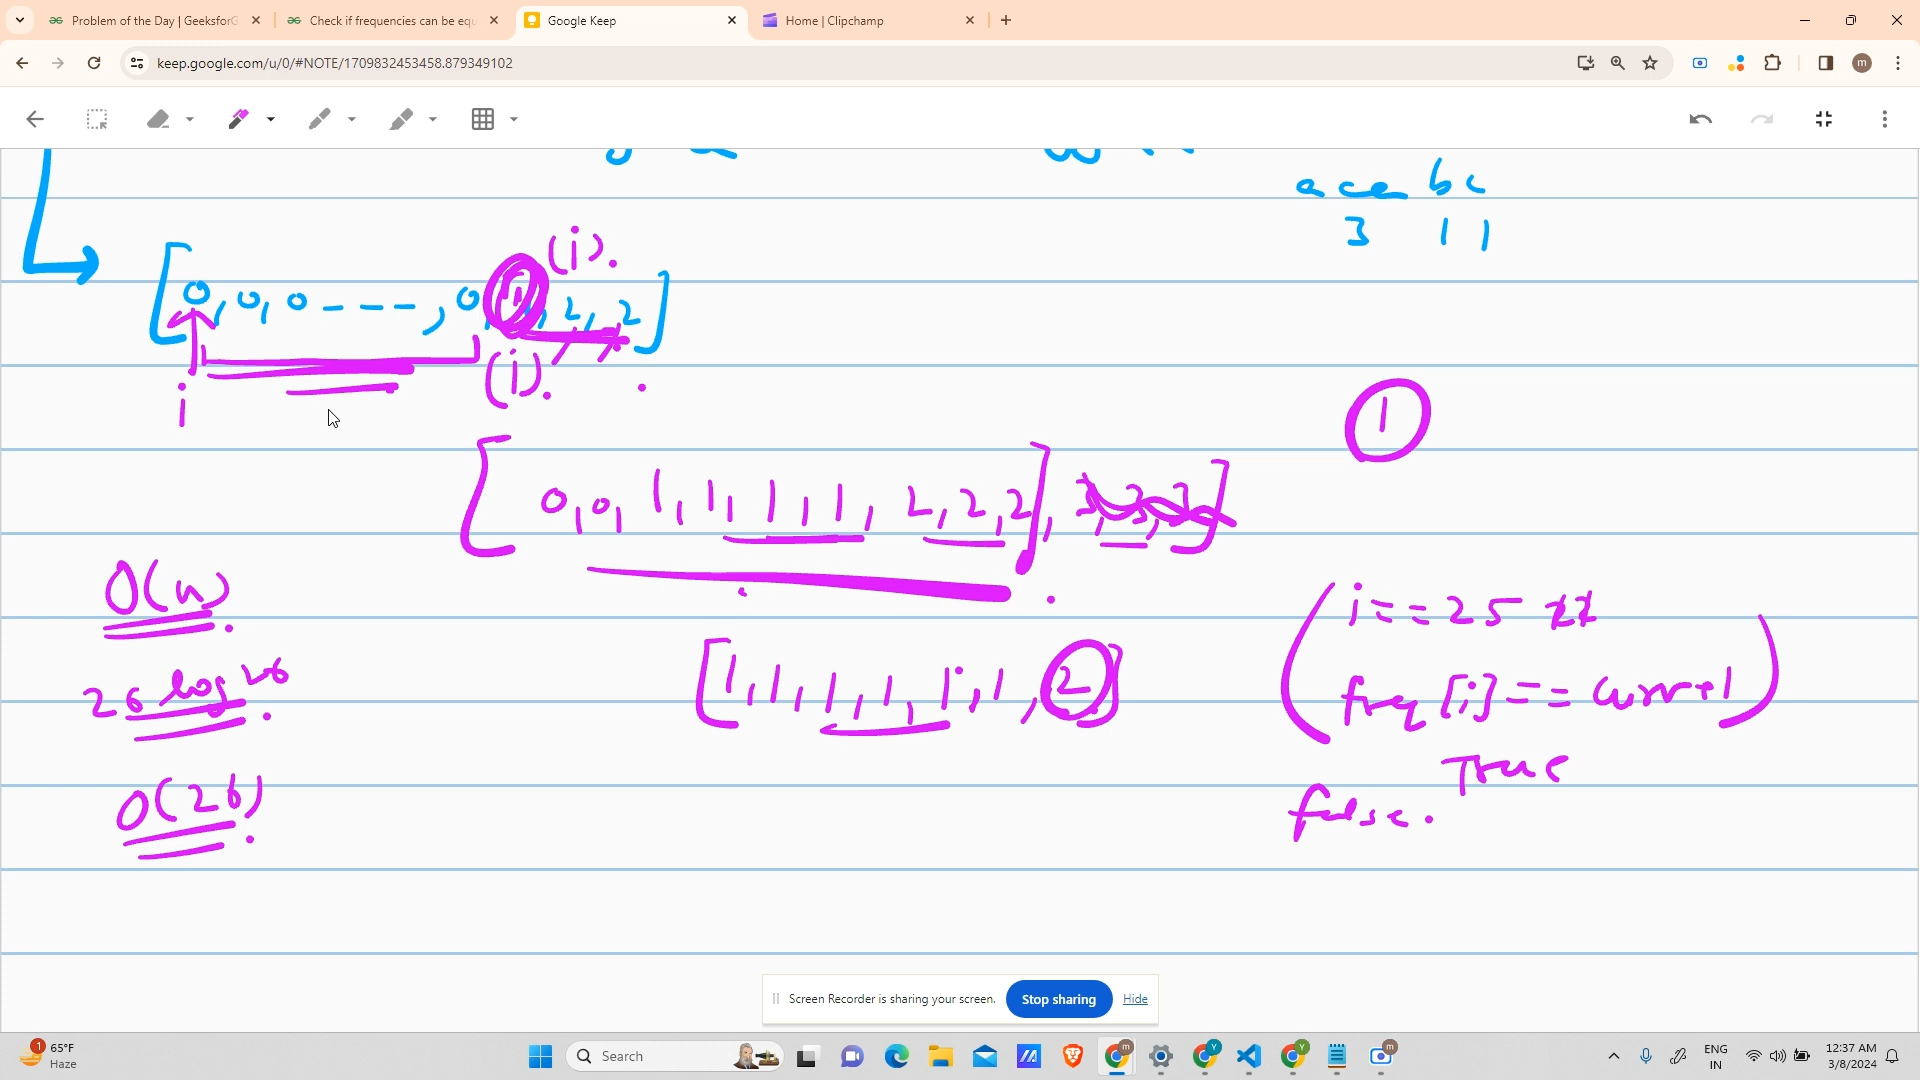 Problem of the Day | GeeksforG
Check if frequencies can be equ
Google Keep
Home | Clipchamp
keep.google.com/u/0/#NOTE/1709832453458.879349102
m
a c a b c
3 1 1
(i).
[0, 0, 0 - - - -, 0, 1, 2, 2]
i
(i).
1
[0, 0, 1, 1, 1, 1, 1, 2, 2, 2], 3, 3, 3]
O(n)
i == 25 &&
26 log 26
[1, 1, 1, 1, 1, 1, 2]
freq[i] == curr+1
True
O(26)
false.
Screen Recorder is sharing your screen.
Stop sharing
Hide
1
65°F
Haze
Search
m
Y
Y
m
ENG
IN
12:37 AM
3/8/2024